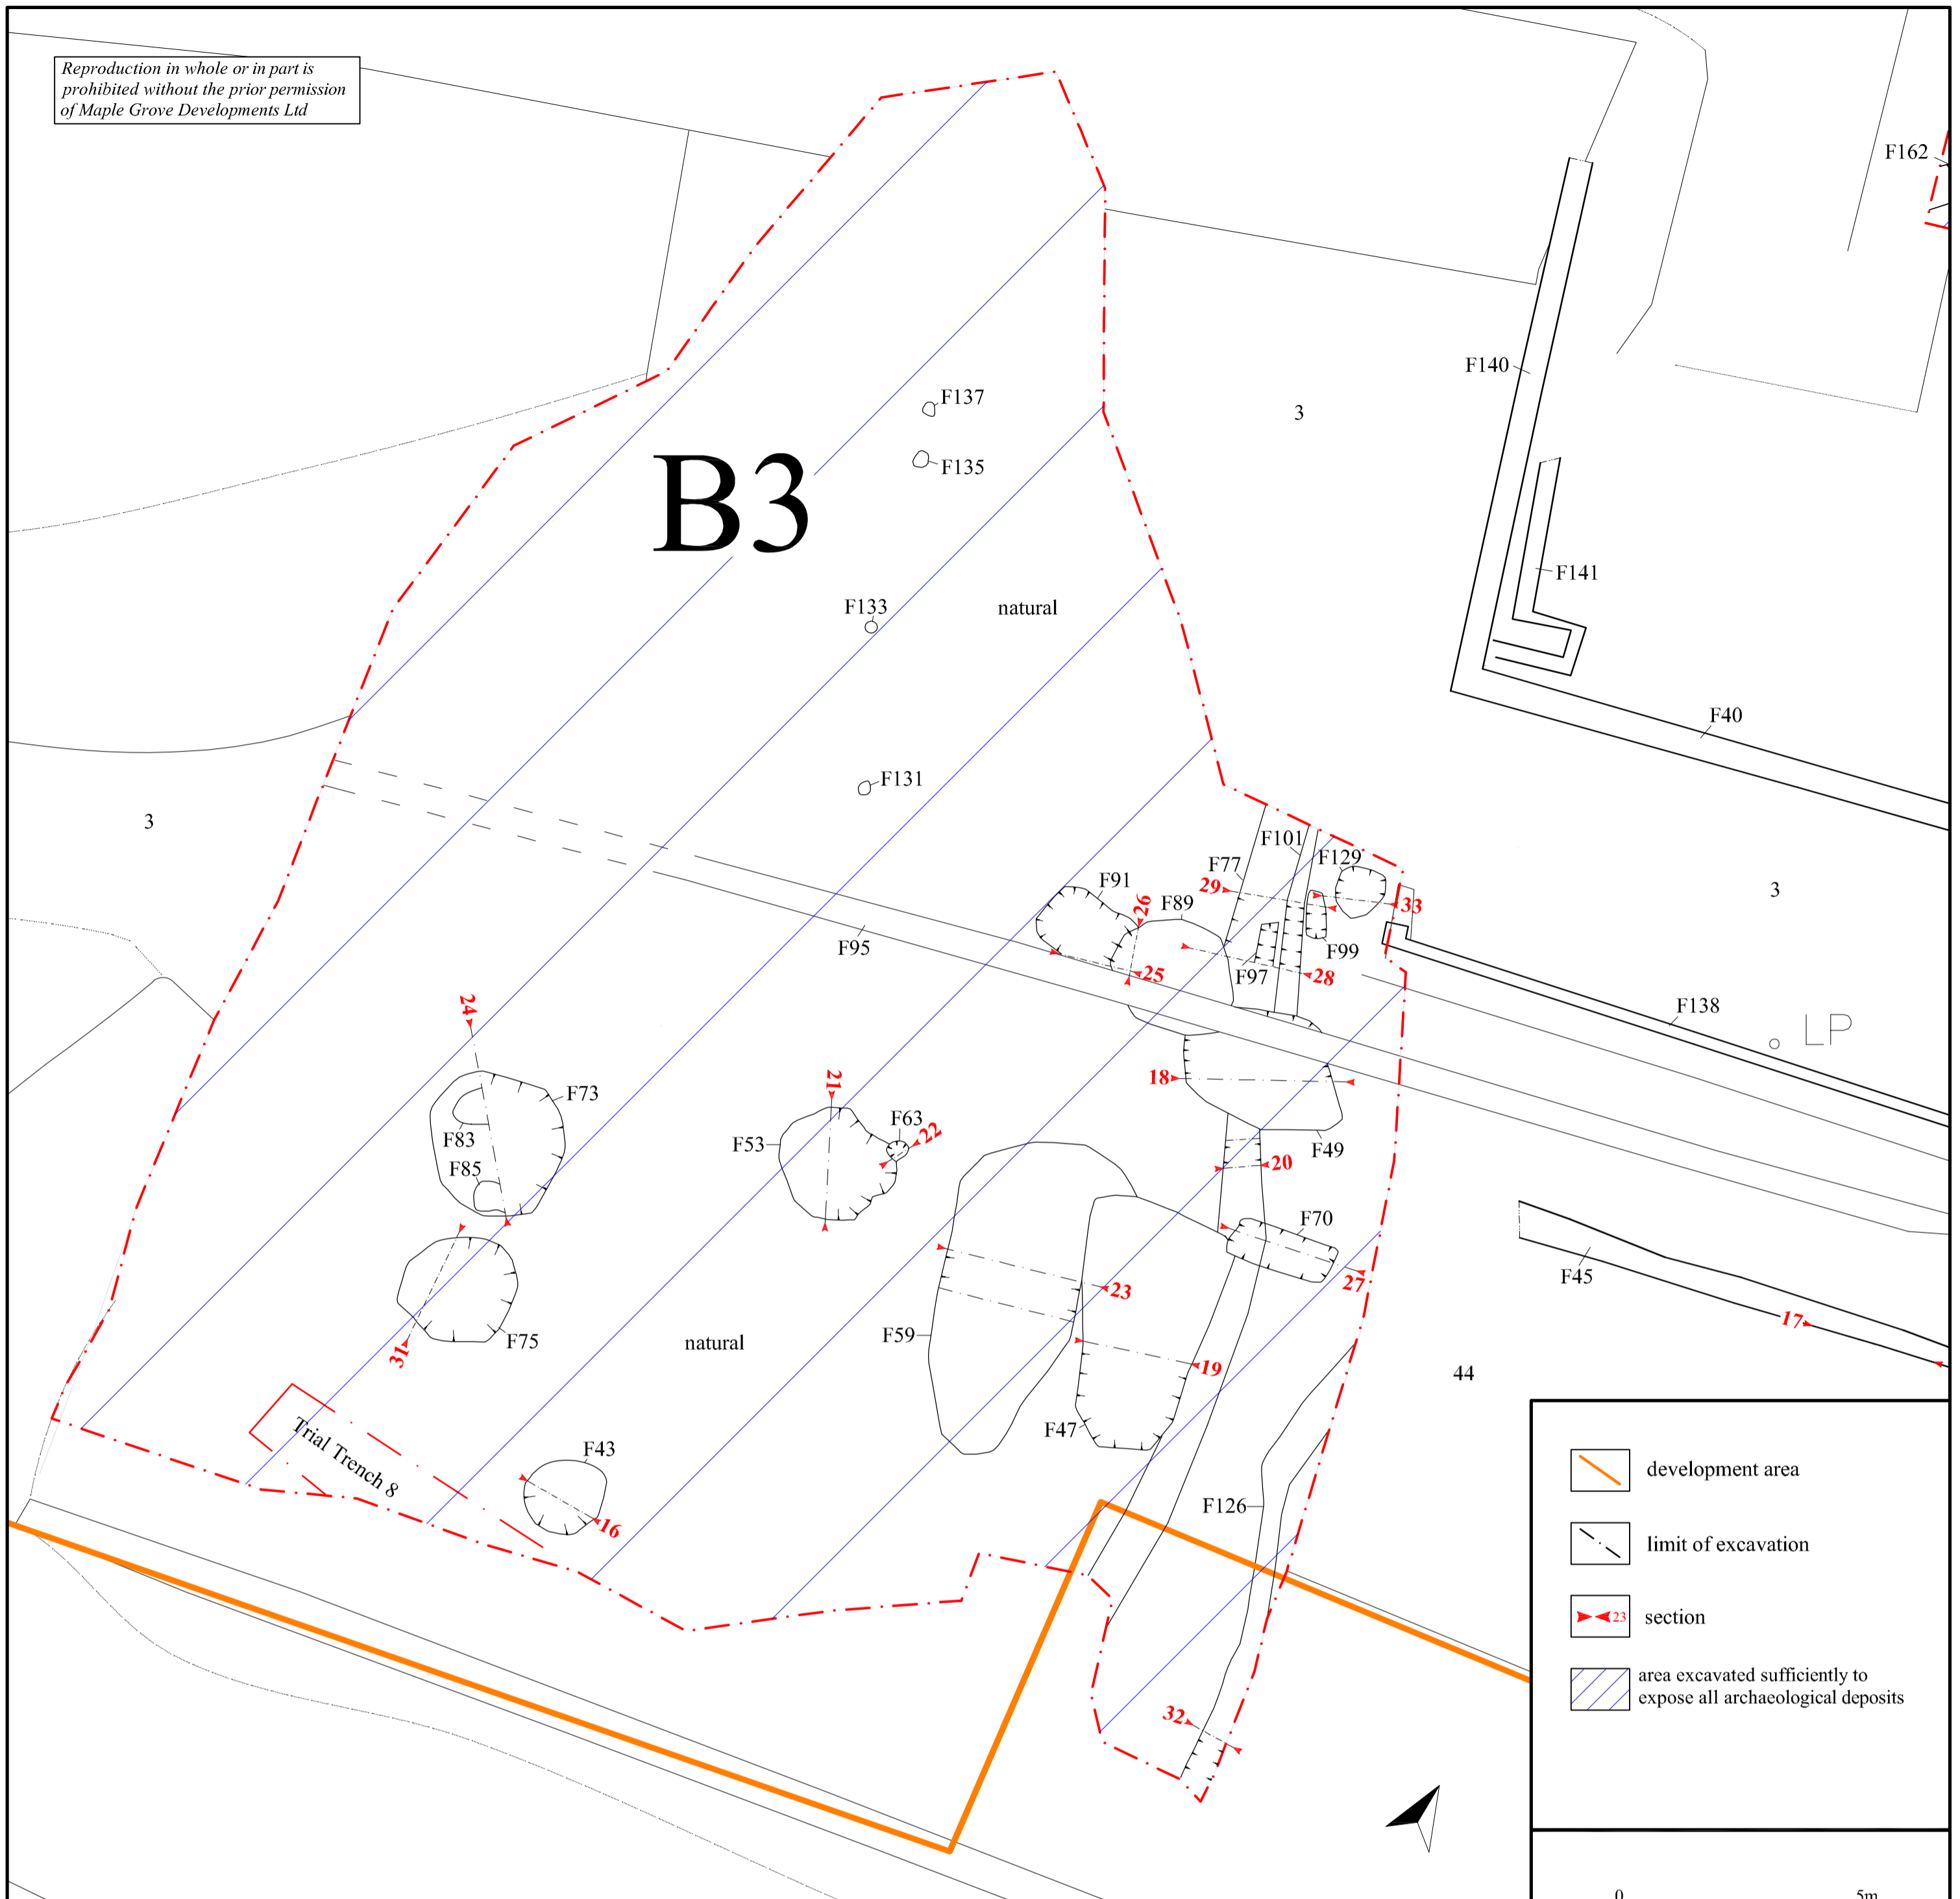 Reproduction in whole or in part is
prohibited without the prior permission
of Maple Grove Developments Ltd
F162
F140
F137
3
F135
B3
F141
F133
natural
F40
F131
3
F101
F129
F77
F91
29
3
F89
26
33
F95
F99
F97
25
28
24
F138
LP
21
18
F73
F63
22
F83
F53
F49
20
F85
F70
F45
27
23
17
F59
natural
F75
31
19
44
Trial Trench 8
F47
F43
F126
16
32
development area
limit of excavation
23 section
area excavated sufficiently to
expose all archaeological deposits
0 5m